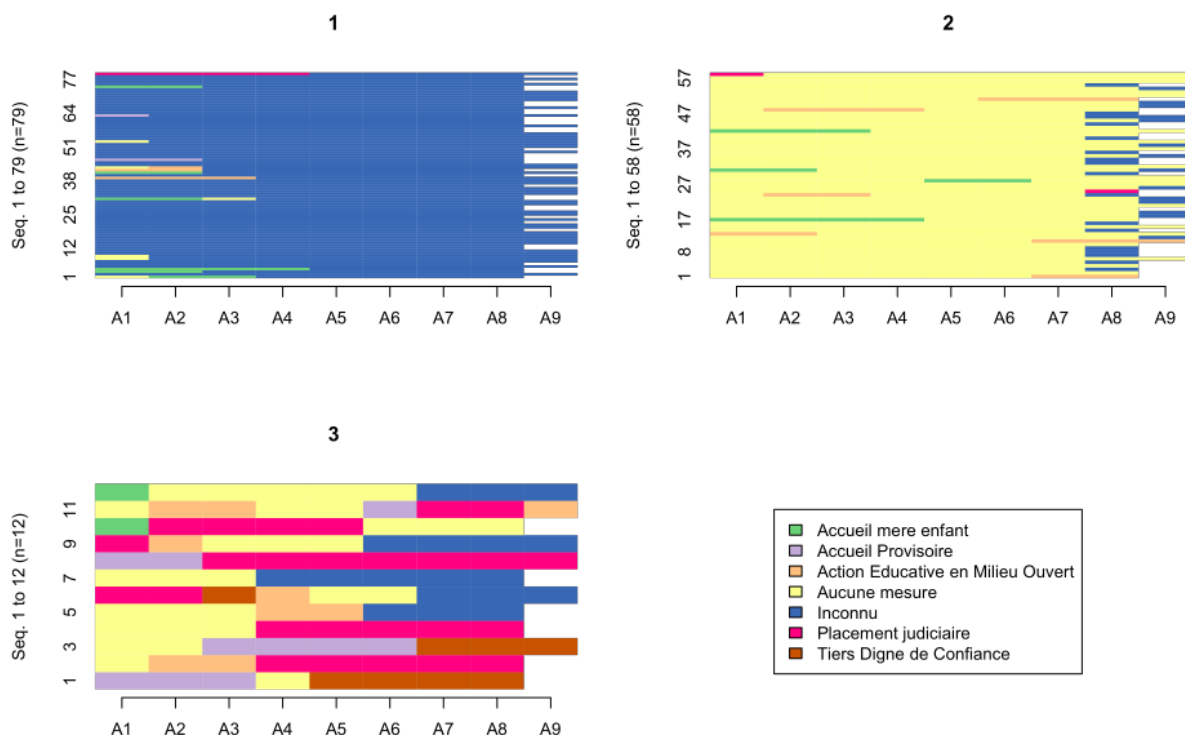 1
Seq. 1 to 79 (n=79)
77
64
51
38
25
12
1
A1 A2 A3 A4 A5 A6 A7 A8 A9
2
Seq. 1 to 58 (n=58)
57
47
37
27
17
8
1
A1 A2 A3 A4 A5 A6 A7 A8 A9
3
Seq. 1 to 12 (n=12)
11
9
7
5
3
1
A1 A2 A3 A4 A5 A6 A7 A8 A9
Accueil mere enfant
Accueil Provisoire
Action Educative en Milieu Ouvert
Aucune mesure
Inconnu
Placement judiciaire
Tiers Digne de Confiance